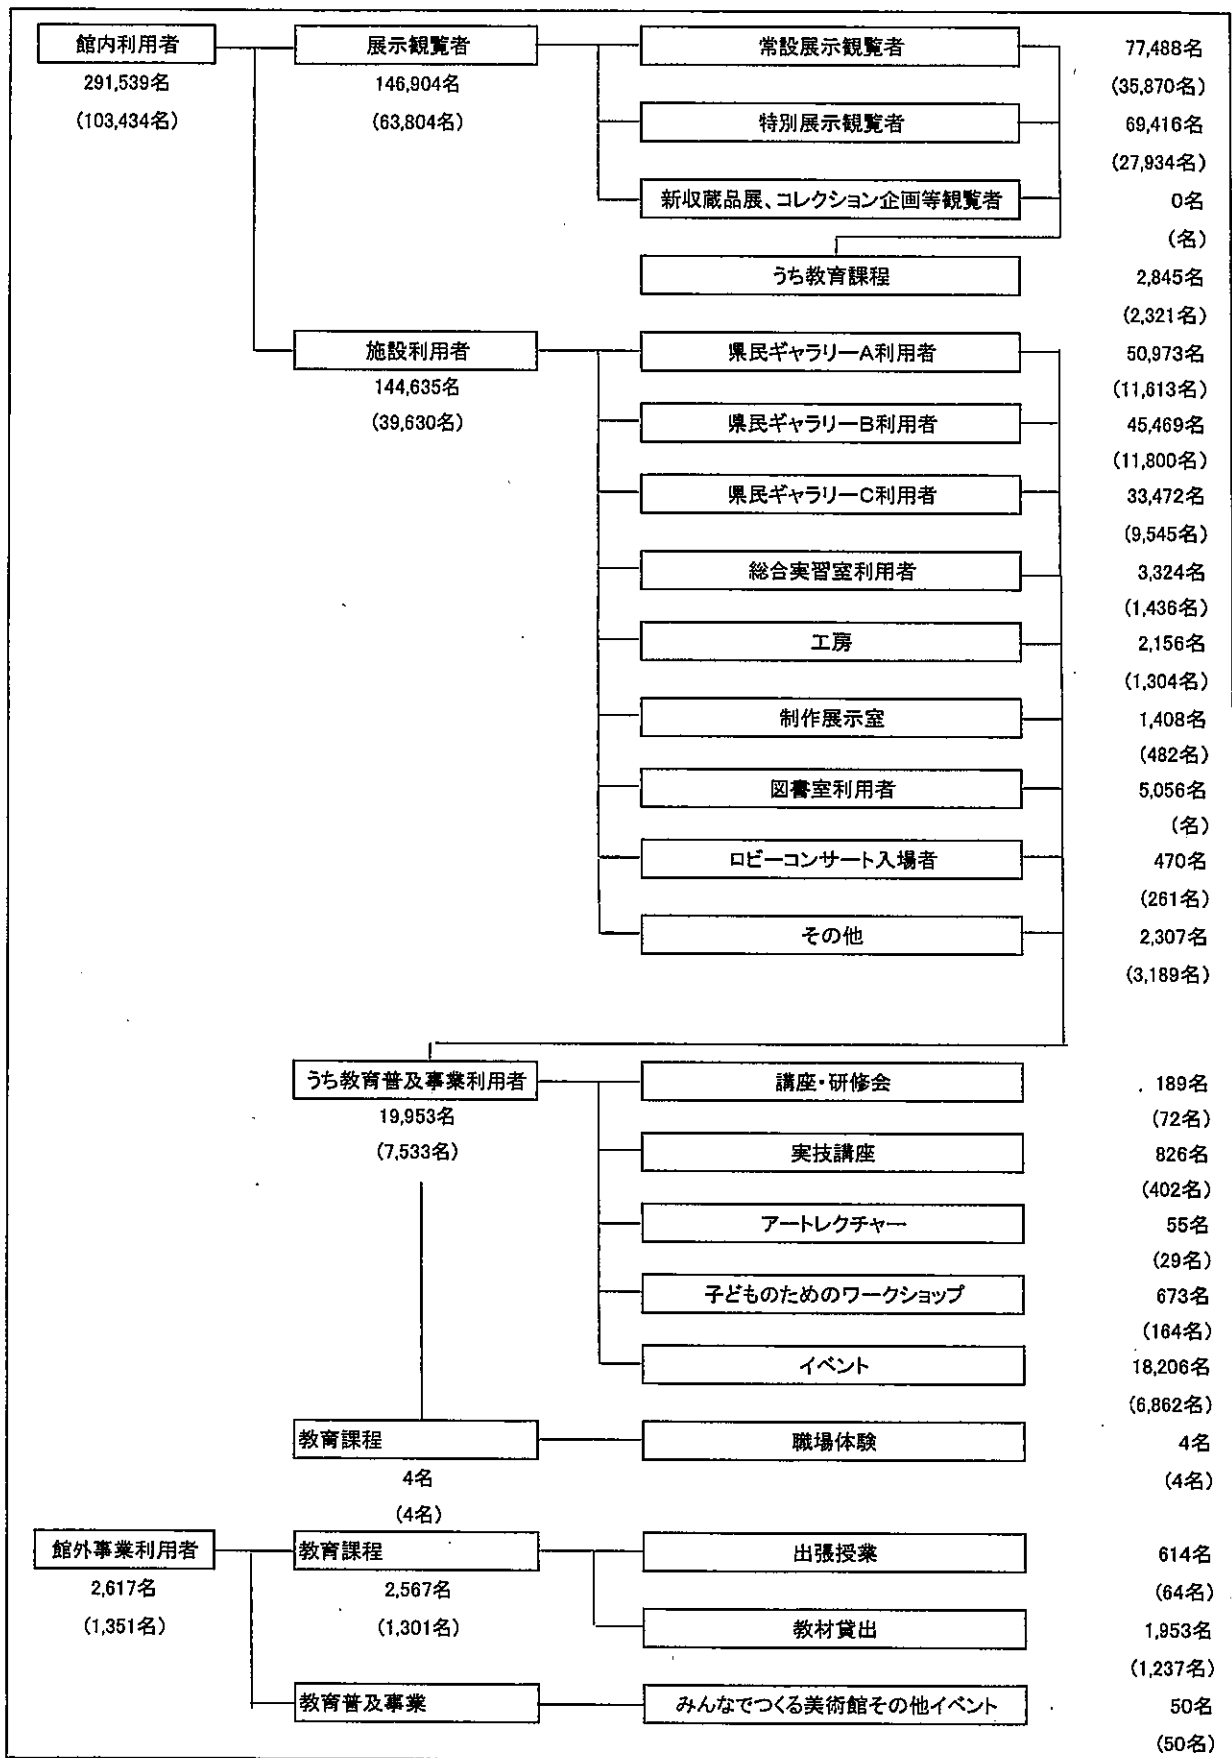 館内利用者 展示観覧者 常設展示観覧者 77,488名
291,539名 146,904名 (35,870名)
(103,434名) (63,804名) 特別展示観覧者 69,416名
(27,934名)
新収蔵品展、コレクション企画等観覧者 0名
(名)
うち教育課程 2,845名
(2,321名)
施設利用者 県民ギャラリーA利用者 50,973名
144,635名 (11,613名)
(39,630名) 県民ギャラリーB利用者 45,469名
(11,800名)
県民ギャラリーC利用者 33,472名
(9,545名)
総合実習室利用者 3,324名
(1,436名)
工房 2,156名
(1,304名)
制作展示室 1,408名
(482名)
図書室利用者 5,056名
(名)
ロビーコンサート入場者 470名
(261名)
その他 2,307名
(3,189名)
うち教育普及事業利用者 講座・研修会 189名
19,953名 (72名)
(7,533名) 実技講座 826名
(402名)
アートレクチャー 55名
(29名)
子どものためのワークショップ 673名
(164名)
イベント 18,206名
(6,862名)
教育課程 職場体験 4名
4名 (4名)
(4名)
館外事業利用者 教育課程 出張授業 614名
2,617名 2,567名 (64名)
(1,351名) (1,301名) 教材貸出 1,953名
(1,237名)
教育普及事業 みんなでつくる美術館その他イベント 50名
(50名)